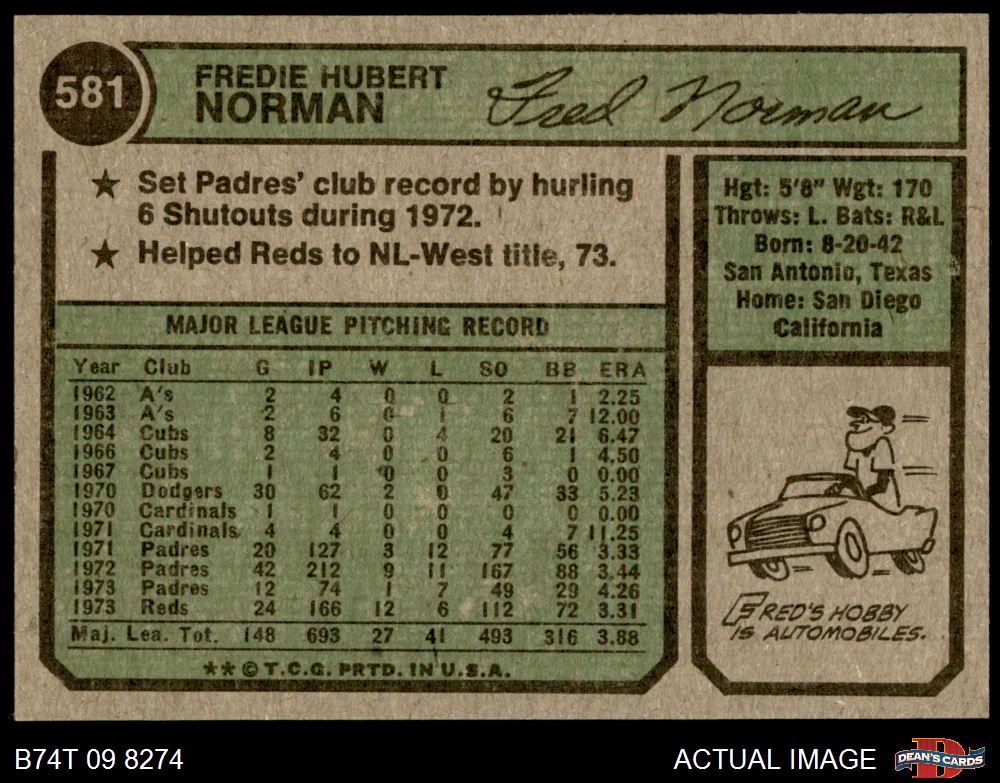 581
FREDIE HUBERT
NORMAN
Fred Norman
★ Set Padres' club record by hurling
6 Shutouts during 1972.
★ Helped Reds to NL-West title, 73.
Hgt: 5'8" Wgt: 170
Throws: L. Bats: R&L
Born: 8-20-42
San Antonio, Texas
Home: San Diego
California
MAJOR LEAGUE PITCHING RECORD
Year Club G IP W L SO BB ERA
1962 A's 2 4 0 0 2 1 2.25
1963 A's 2 6 0 1 6 7 12.00
1964 Cubs 8 32 0 4 20 21 6.47
1966 Cubs 2 4 0 0 6 1 4.50
1967 Cubs 1 1 0 0 3 0 0.00
1970 Dodgers 30 62 2 0 47 33 5.23
1970 Cardinals 1 1 0 0 0 0 0.00
1971 Cardinals 4 4 0 0 4 7 11.25
1971 Padres 20 127 3 12 77 56 3.33
1972 Padres 42 212 9 11 167 88 3.44
1973 Padres 12 74 1 7 49 29 4.26
1973 Reds 24 166 12 6 112 72 3.31
Maj. Lea. Tot. 148 693 27 41 493 316 3.88
★★ © T.C.G. PRTD. IN U.S.A.
FRED'S HOBBY
IS AUTOMOBILES.
B74T 09 8274
ACTUAL IMAGE
DEAN'S CARDS